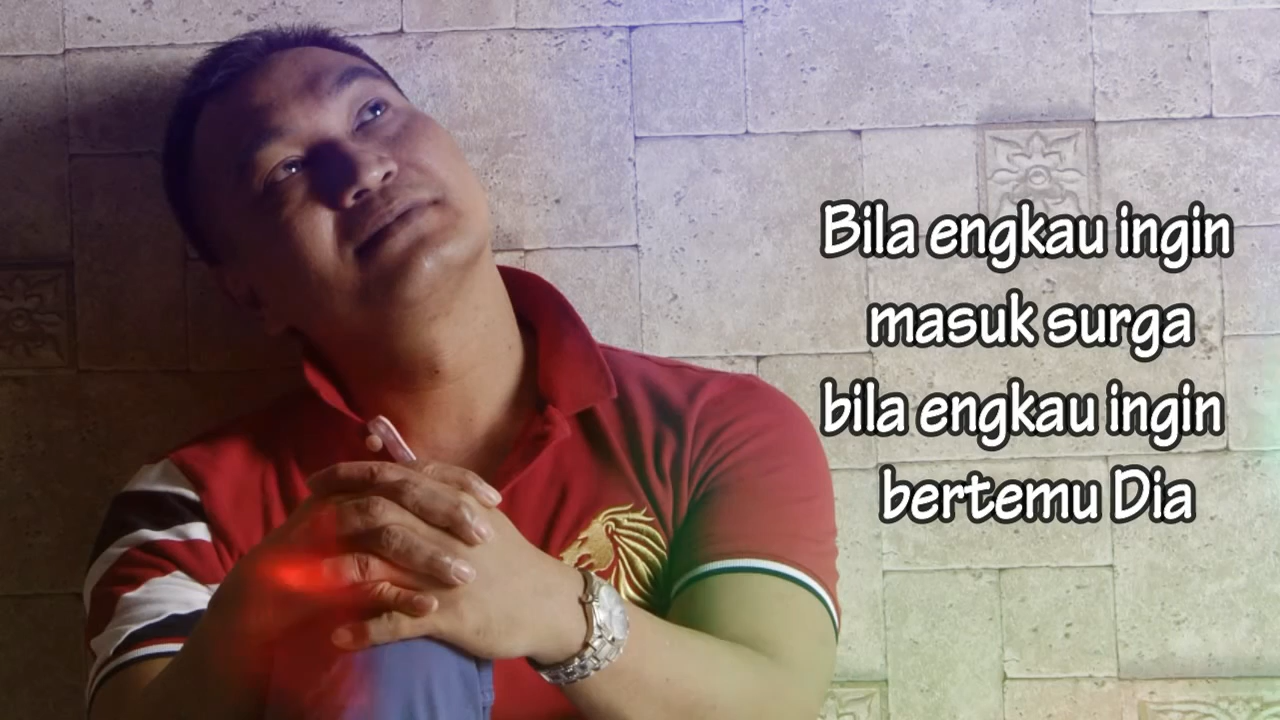 Bila engkau ingin
masuk surga
bila engkau ingin
bertemu Dia